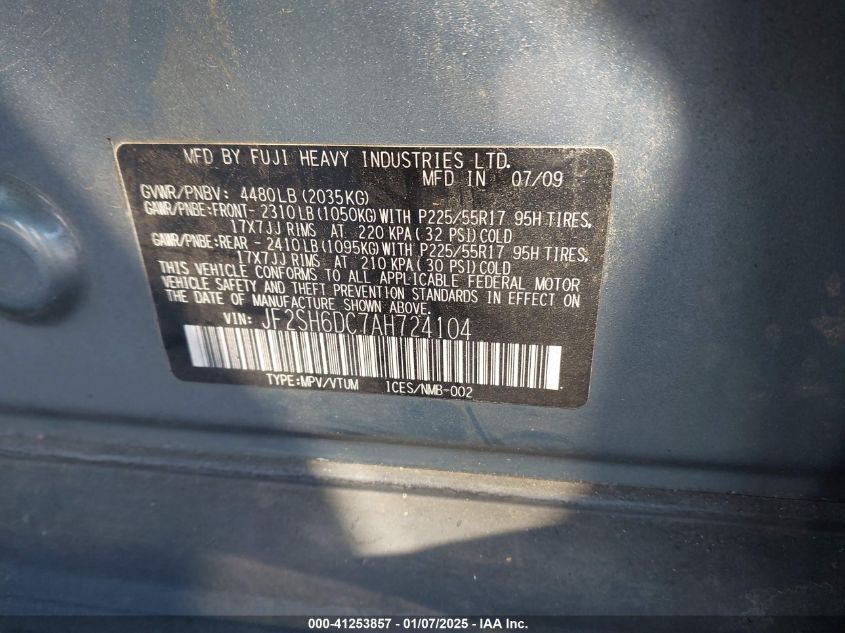 MFD BY FUJI HEAVY INDUSTRIES LTD.
MFD IN 07/09
GVWR/PNBV: 4480LB (2035KG)
GAWR/PNBE:FRONT- 2310LB(1050KG)WITH P225/55R17 95H TIRES,
17X7JJ RIMS AT 220 KPA(32 PSI)COLD
GAWR/PNBE:REAR - 2410LB(1095KG)WITH P225/55R17 95H TIRES,
17X7JJ RIMS AT 210 KPA(30 PSI)COLD
THIS VEHICLE CONFORMS TO ALL APPLICABLE FEDERAL MOTOR
VEHICLE SAFETY AND THEFT PREVENTION STANDARDS IN EFFECT ON
THE DATE OF MANUFACTURE SHOWN ABOVE.
VIN: JF2SH6DC7AH724104
TYPE:MPV/VTUM ICES/NMB-002
000-41253857 - 01/07/2025 - IAA Inc.